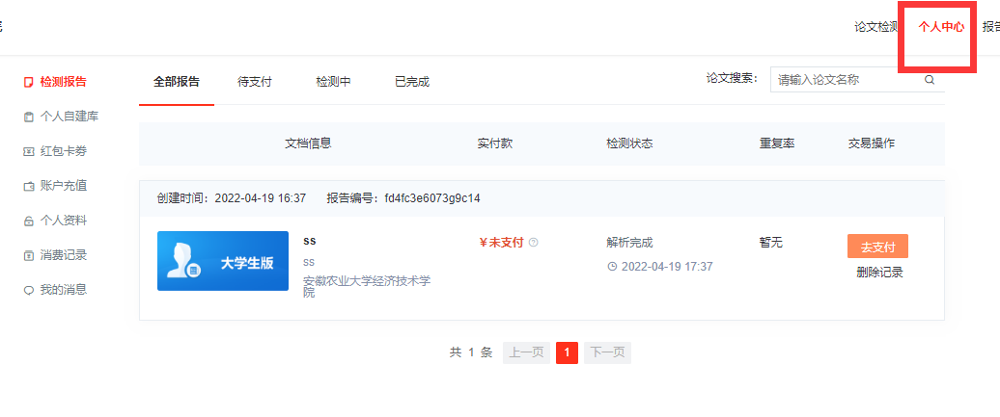 论文检测 个人中心 报告
检测报告
个人自建库
红包卡券
账户充值
个人资料
消费记录
我的消息
全部报告 待支付 检测中 已完成
论文搜索： 请输入论文名称
文档信息 实付款 检测状态 重复率 交易操作
创建时间：2022-04-19 16:37 报告编号：fd4fc3e6073g9c14
大学生版
ss
ss
安徽农业大学经济技术学
院
￥未支付
解析完成
2022-04-19 17:37
暂无
去支付
删除记录
共 1 条 上一页 1 下一页